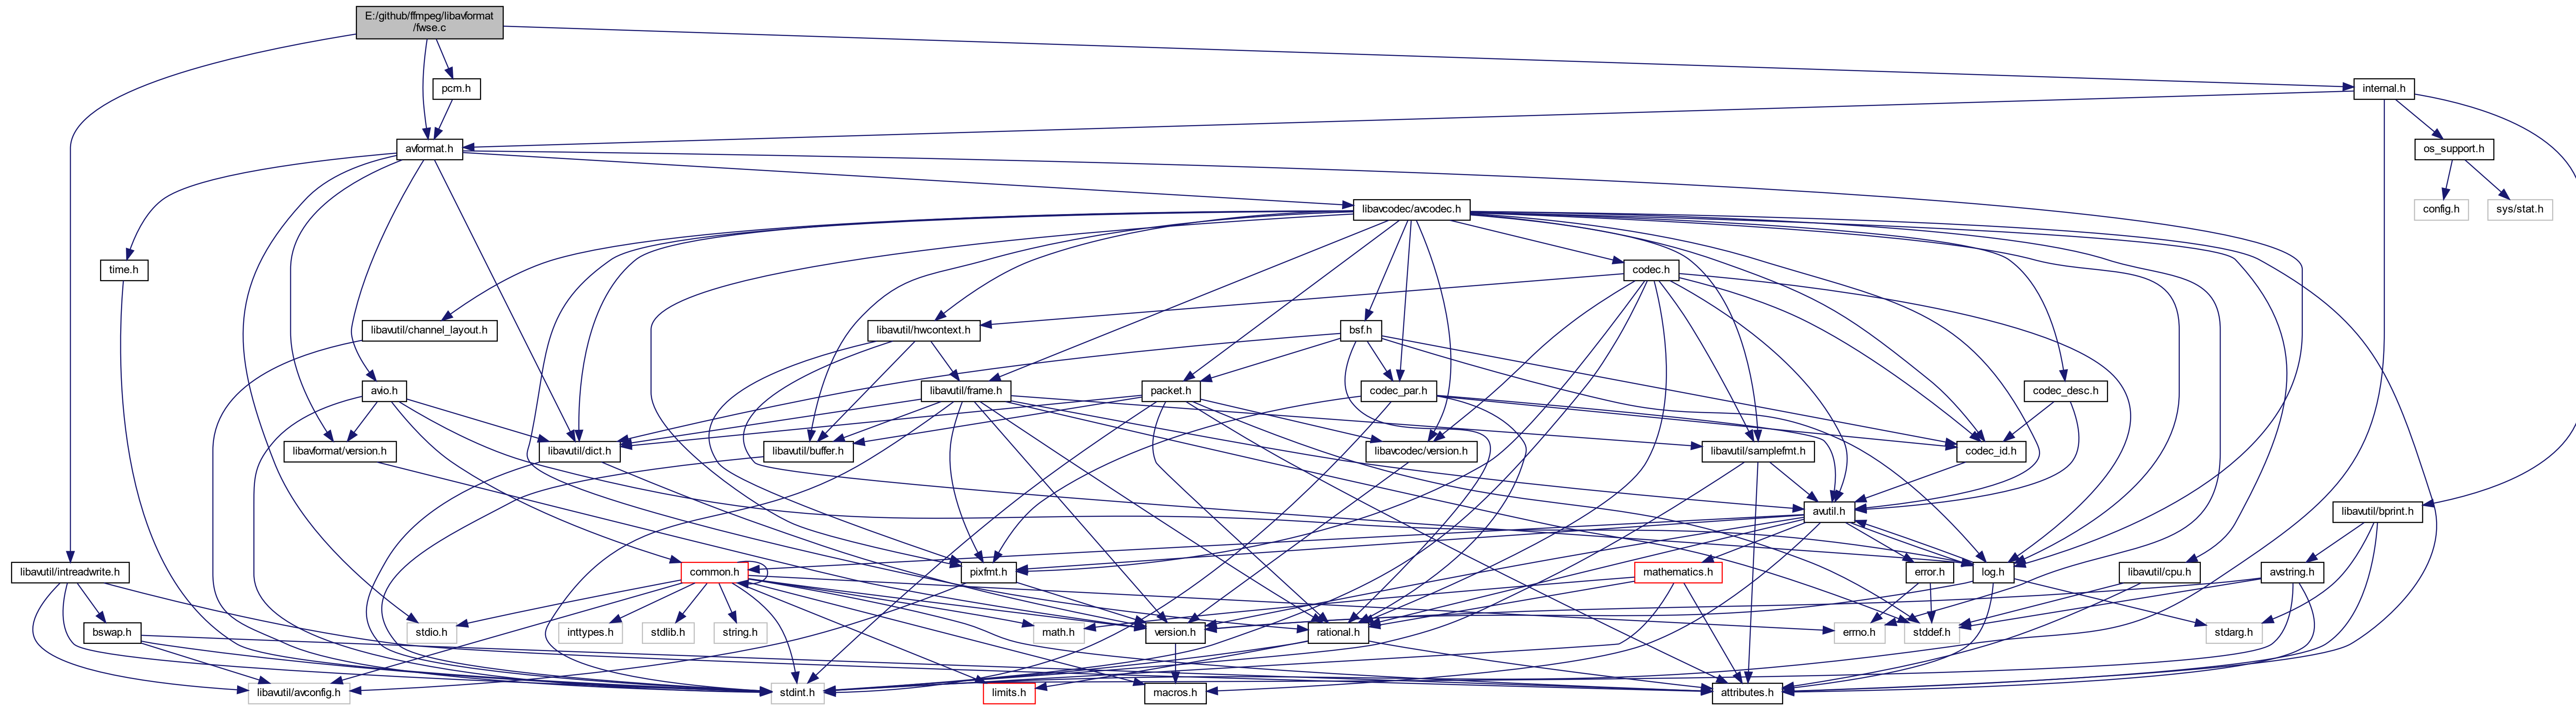 E:/github/ffmpeg/libavformat
/fwse.c
pcm.h
internal.h
avformat.h
os_support.h
libavcodec/avcodec.h
config.h
sys/stat.h
time.h
codec.h
libavutil/channel_layout.h
libavutil/hwcontext.h
bsf.h
avio.h
libavutil/frame.h
packet.h
codec_par.h
codec_desc.h
libavformat/version.h
libavutil/dict.h
libavutil/buffer.h
libavcodec/version.h
libavutil/samplefmt.h
codec_id.h
avutil.h
libavutil/bprint.h
libavutil/intreadwrite.h
common.h
pixfmt.h
mathematics.h
error.h
log.h
libavutil/cpu.h
avstring.h
bswap.h
stdio.h
inttypes.h
stdlib.h
string.h
math.h
version.h
rational.h
errno.h
stddef.h
stdarg.h
libavutil/avconfig.h
stdint.h
limits.h
macros.h
attributes.h